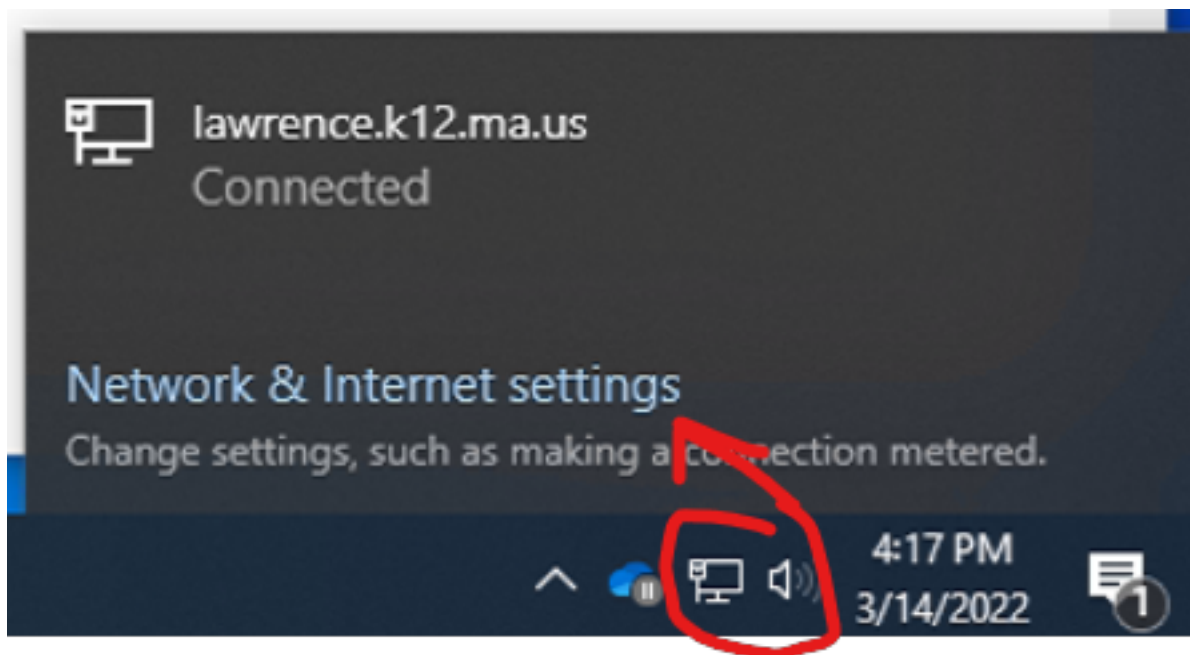 lawrence.k12.ma.us
Connected
Network & Internet settings
Change settings, such as making a connection metered.
4:17 PM
3/14/2022
1